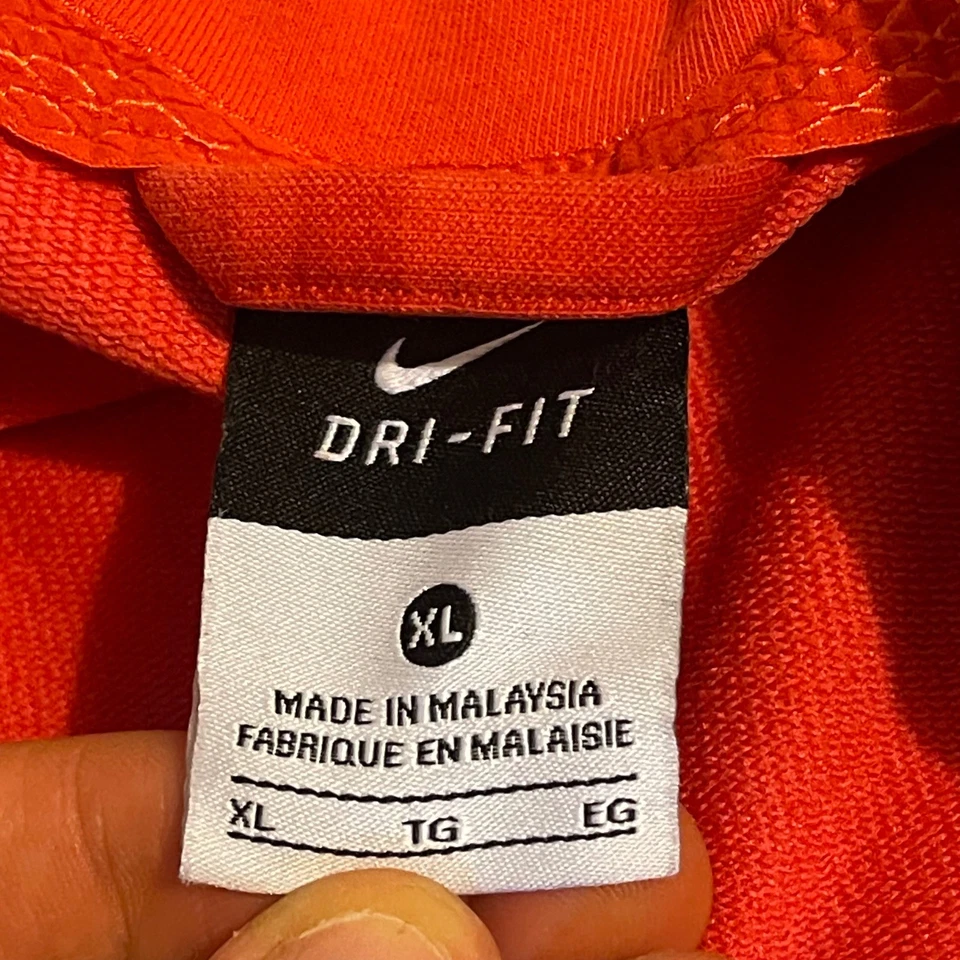 DRI-FIT
XL
MADE IN MALAYSIA
FABRIQUE EN MALAISIE
XL TG EG